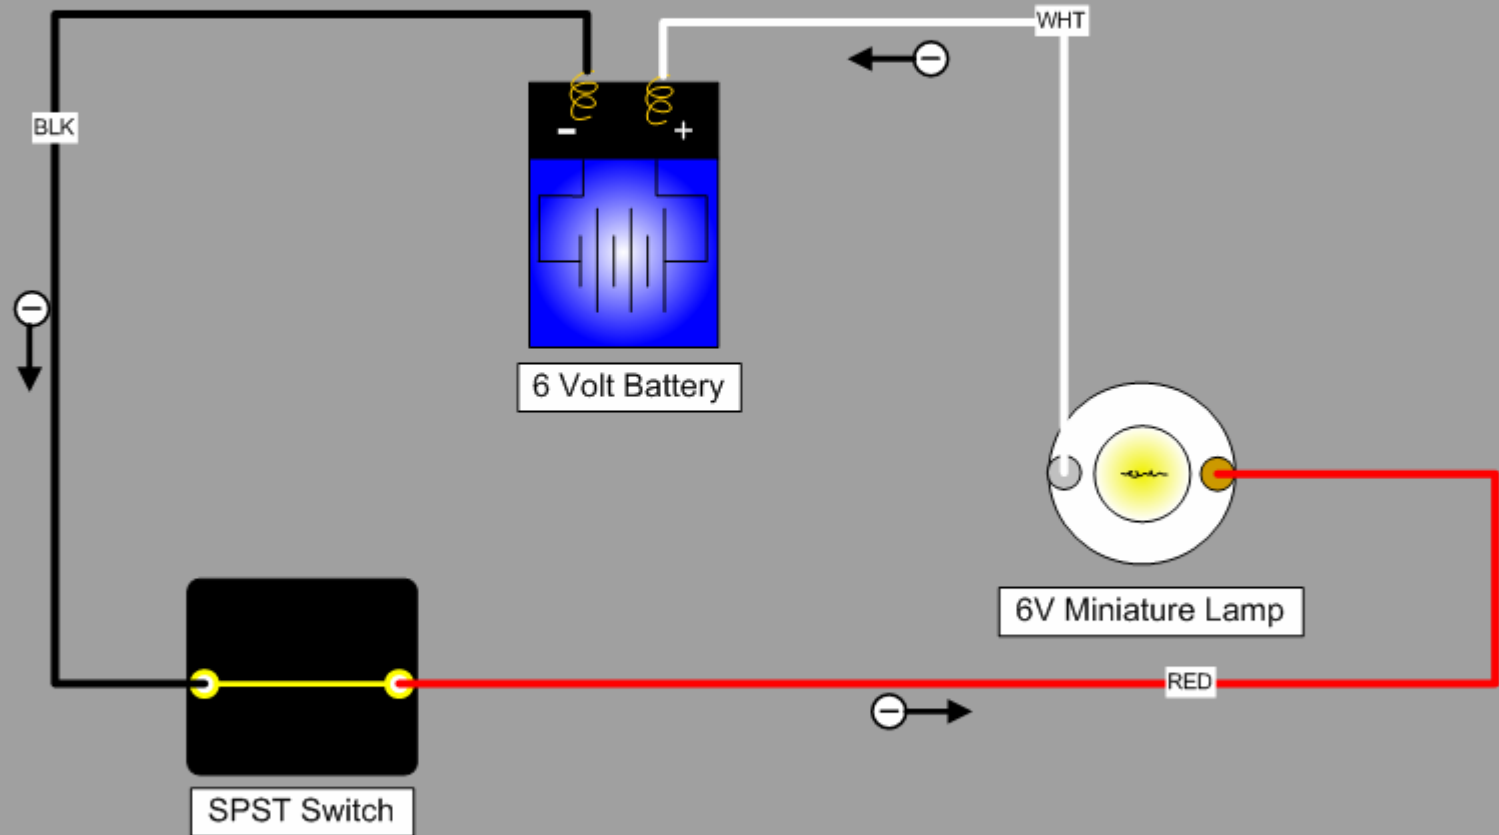 WHT
BLK
- +
6 Volt Battery
6V Miniature Lamp
RED
SPST Switch